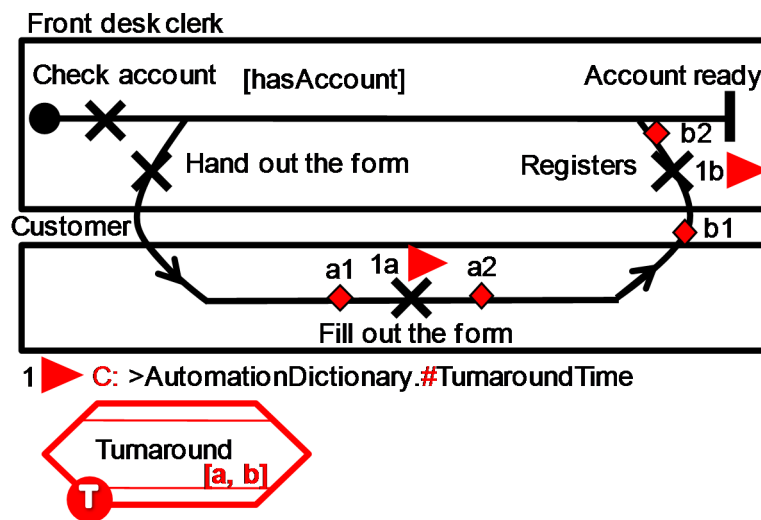 Front desk clerk
Check account
[hasAccount]
Account ready
b2
Hand out the form
Registers
1b
Customer
b1
a1
1a
a2
Fill out the form
1 C: >AutomationDictionary.#TurnaroundTime
Turnaround
[a, b]
T